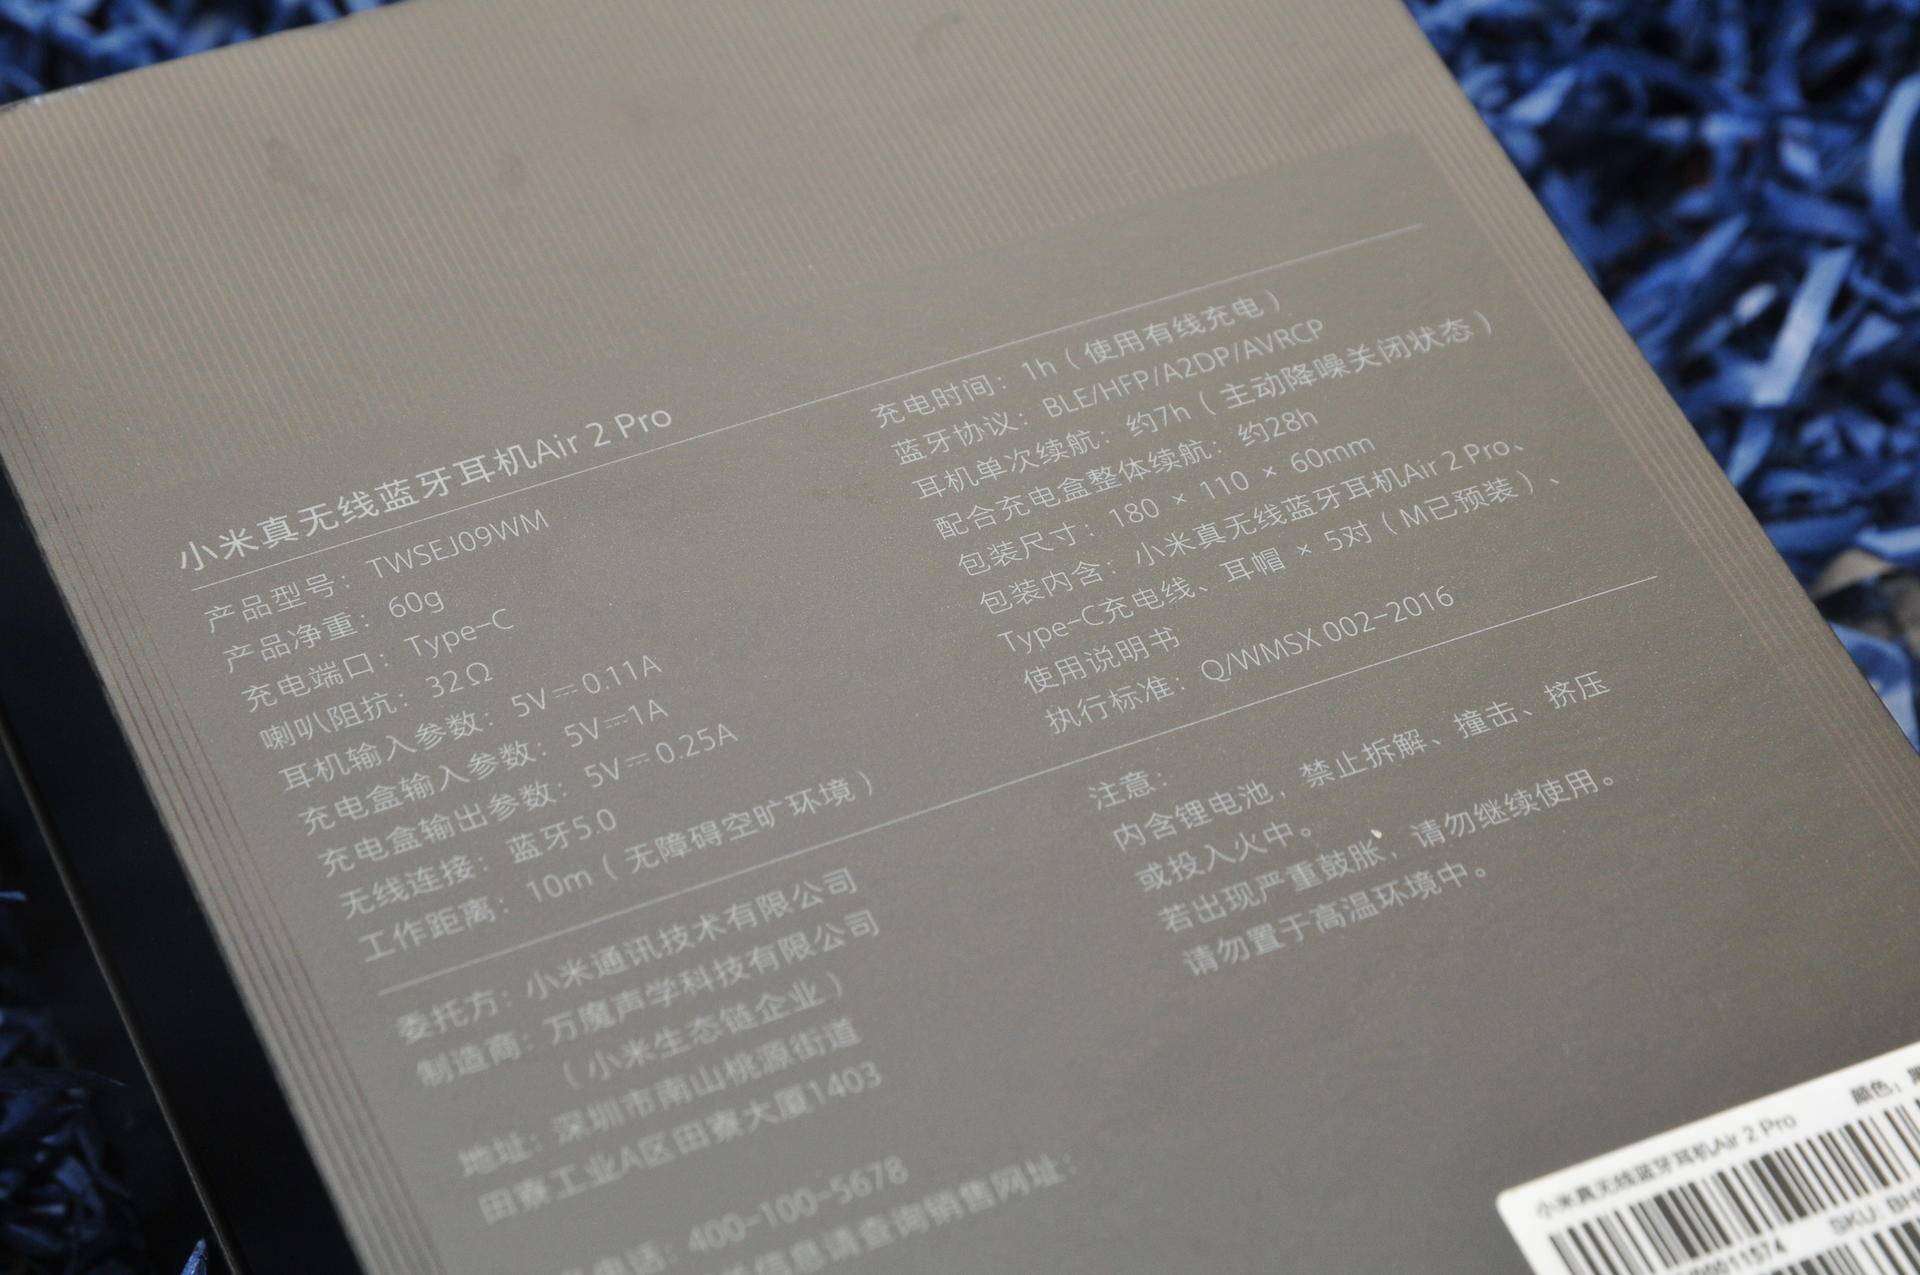 小米真无线蓝牙耳机Air 2 Pro
产品型号：TWSEJ09WM
产品净重：60g
充电端口：Type-C
喇叭阻抗：32Ω
耳机输入参数：5V⎓0.11A
充电盒输入参数：5V⎓1A
充电盒输出参数：5V⎓0.25A
无线连接：蓝牙5.0
工作距离：10m（无障碍空旷环境）
充电时间：1h（使用有线充电）
蓝牙协议：BLE/HFP/A2DP/AVRCP
耳机单次续航：约7h（主动降噪关闭状态）
配合充电盒整体续航：约28h
包装尺寸：180 × 110 × 60mm
包装内含：小米真无线蓝牙耳机Air 2 Pro、
Type-C充电线、耳帽 × 5对（M已预装）、
使用说明书
执行标准：Q/WMSX 002-2016
委托方：小米通讯技术有限公司
制造商：万魔声学科技有限公司
（小米生态链企业）
地址：深圳市南山桃源街道
田寮工业A区田寮大厦1403
电话：400-100-5678
信息请查询销售网址：
注意：
内含锂电池，禁止拆解、撞击、挤压
或投入火中。
若出现严重鼓胀，请勿继续使用。
请勿置于高温环境中。
小米真无线蓝牙耳机Air 2 Pro
颜色：
SKU: